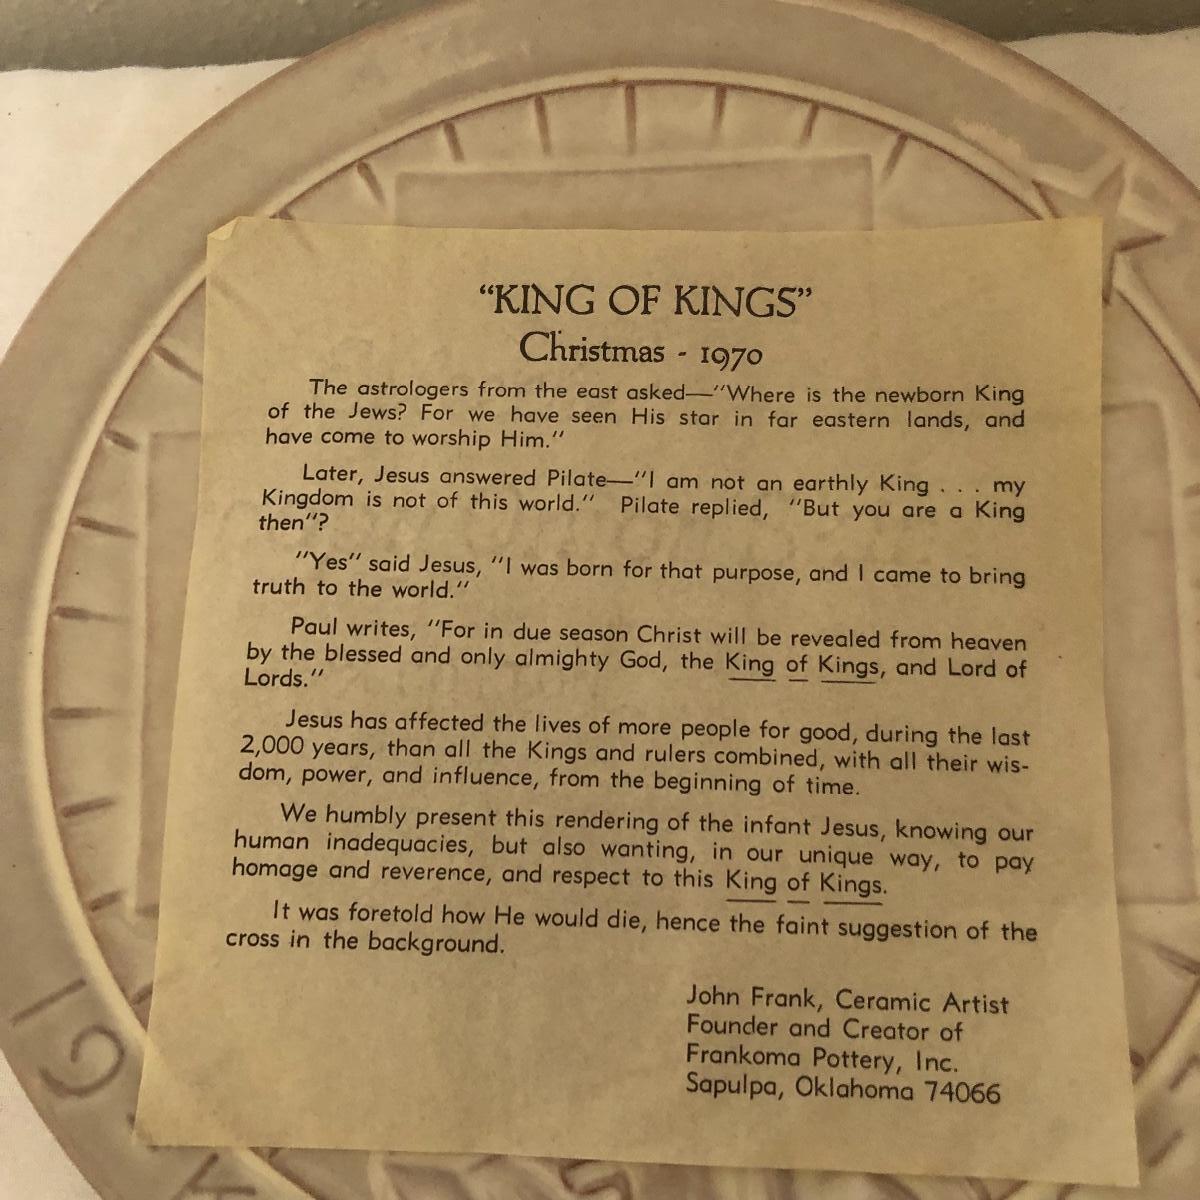 “KING OF KINGS”
Christmas - 1970
The astrologers from the east asked—“Where is the newborn King
of the Jews? For we have seen His star in far eastern lands, and
have come to worship Him.”
Later, Jesus answered Pilate—“I am not an earthly King . . . my
Kingdom is not of this world.” Pilate replied, “But you are a King
then”?
“Yes” said Jesus, “I was born for that purpose, and I came to bring
truth to the world.”
Paul writes, “For in due season Christ will be revealed from heaven
by the blessed and only almighty God, the King of Kings, and Lord of
Lords.”
Jesus has affected the lives of more people for good, during the last
2,000 years, than all the Kings and rulers combined, with all their wis-
dom, power, and influence, from the beginning of time.
We humbly present this rendering of the infant Jesus, knowing our
human inadequacies, but also wanting, in our unique way, to pay
homage and reverence, and respect to this King of Kings.
It was foretold how He would die, hence the faint suggestion of the
cross in the background.
John Frank, Ceramic Artist
Founder and Creator of
Frankoma Pottery, Inc.
Sapulpa, Oklahoma 74066
19